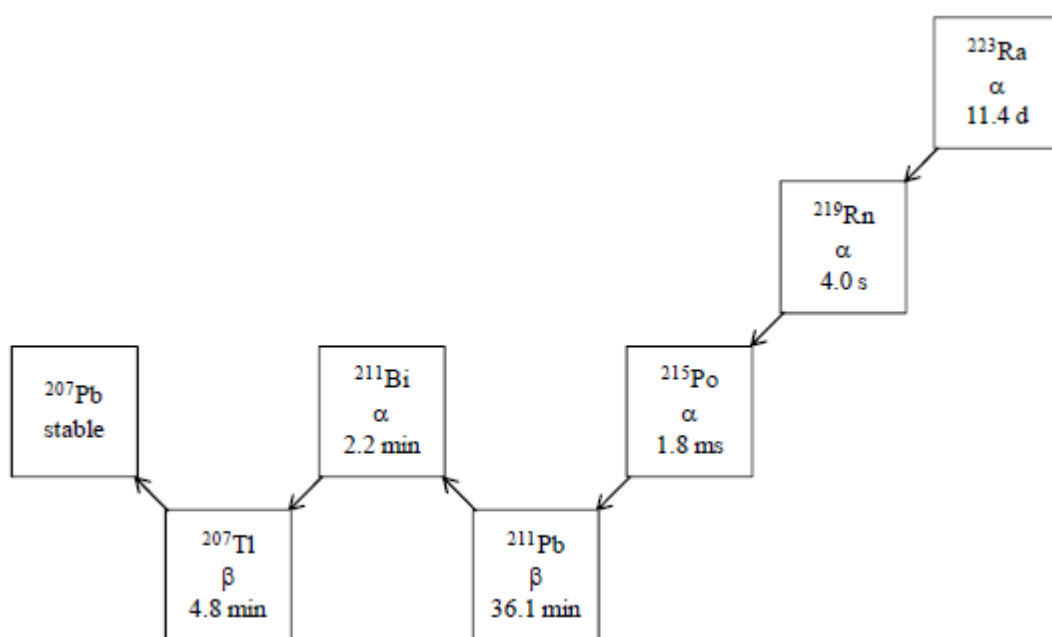 ²²³Ra
α
11.4 d
²¹⁹Rn
α
4.0 s
²⁰⁷Pb
stable
²¹¹Bi
α
2.2 min
²¹⁵Po
α
1.8 ms
²⁰⁷Tl
β
4.8 min
²¹¹Pb
β
36.1 min